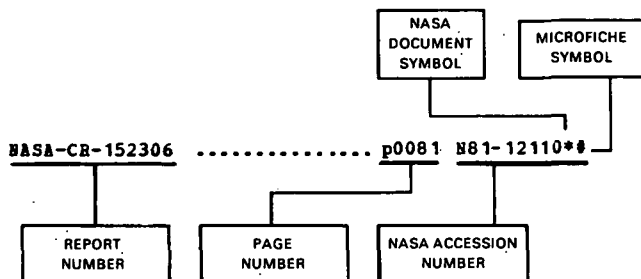 NASA
DOCUMENT
SYMBOL
MICROFICHE
SYMBOL
NASA-CR-152306 .................. p0081 N81-12110*#
REPORT
NUMBER
PAGE
NUMBER
NASA ACCESSION
NUMBER